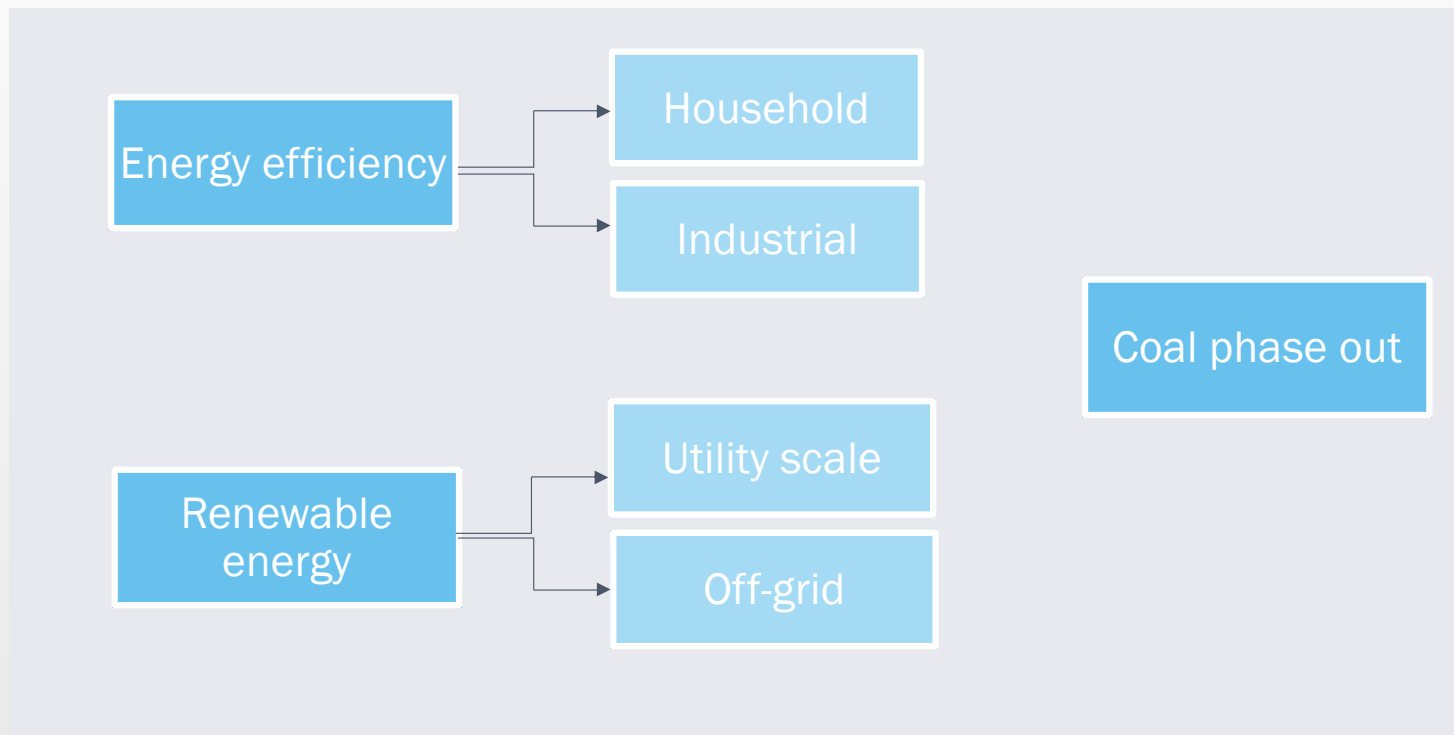 Energy efficiency
Household
Industrial
Coal phase out
Renewable
energy
Utility scale
Off-grid